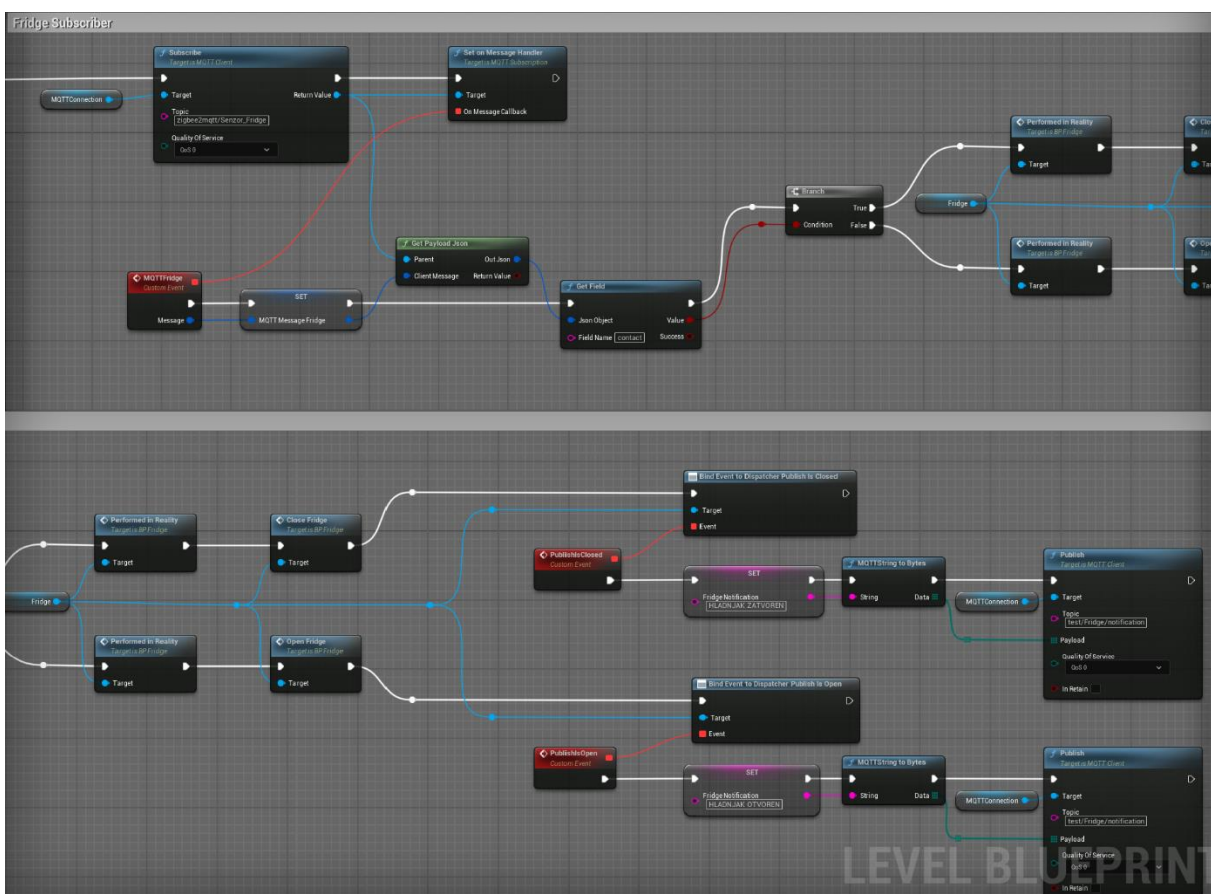 Fridge Subscriber
Subscribe
Target is MQTT Client
Target
Return Value
Topic
zigbee2mqtt/Senzor_Fridge
Quality Of Service
QoS 0
MQTTConnection
Set on Message Handler
Target is MQTT Subscription
Target
On Message Callback
MQTTFridge
Custom Event
Message
SET
MQTT Message Fridge
Get Payload Json
Parent
Out Json
Client Message
Return Value
Get Field
Json Object
Value
Field Name
contact
Success
Branch
True
Condition
False
Fridge
Performed in Reality
Target is BP Fridge
Target
Performed in Reality
Target is BP Fridge
Target
Performed in Reality
Target is BP Fridge
Target
Close Fridge
Target is BP Fridge
Target
Fridge
Performed in Reality
Target is BP Fridge
Target
Open Fridge
Target is BP Fridge
Target
Bind Event to Dispatcher Publish Is Closed
Target
Event
PublishIsClosed
Custom Event
SET
FridgeNotification
HLADNJAK ZATVOREN
MQTTString to Bytes
String
Data
MQTTConnection
Publish
Target is MQTT Client
Target
Topic
test/Fridge/notification
Payload
Quality Of Service
QoS 0
In Retain
Bind Event to Dispatcher Publish Is Open
Target
Event
PublishIsOpen
Custom Event
SET
FridgeNotification
HLADNJAK OTVOREN
MQTTString to Bytes
String
Data
MQTTConnection
Publish
Target is MQTT Client
Target
Topic
test/Fridge/notification
Payload
Quality Of Service
QoS 0
In Retain
LEVEL BLUEPRINT